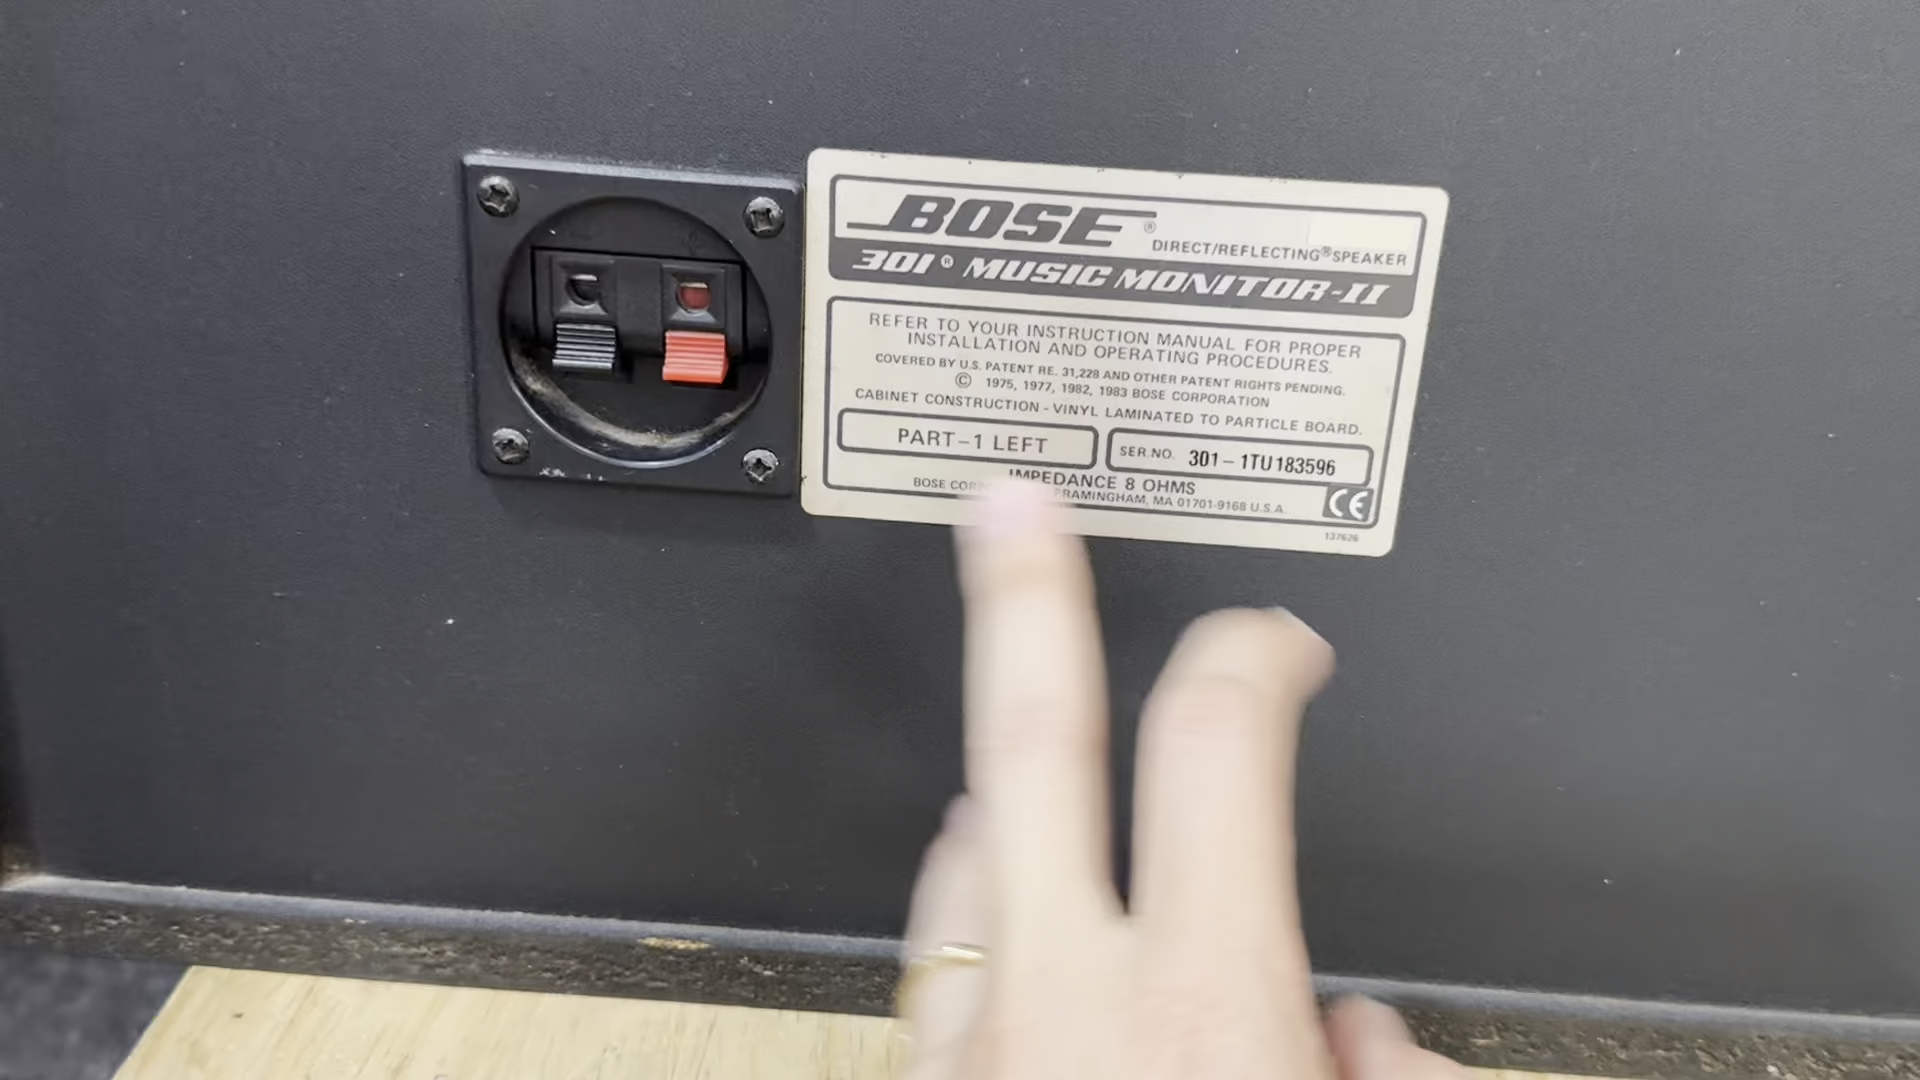 BOSE®
DIRECT/REFLECTING®SPEAKER
301® MUSIC MONITOR-II
REFER TO YOUR INSTRUCTION MANUAL FOR PROPER
INSTALLATION AND OPERATING PROCEDURES.
COVERED BY U.S. PATENT RE. 31,228 AND OTHER PATENT RIGHTS PENDING.
© 1975, 1977, 1982, 1983 BOSE CORPORATION
CABINET CONSTRUCTION - VINYL LAMINATED TO PARTICLE BOARD.
PART-1 LEFT
SER.NO. 301-1TU183596
IMPEDANCE 8 OHMS
BOSE FRAMINGHAM, MA 01701-9168 U.S.A.
CE
137626